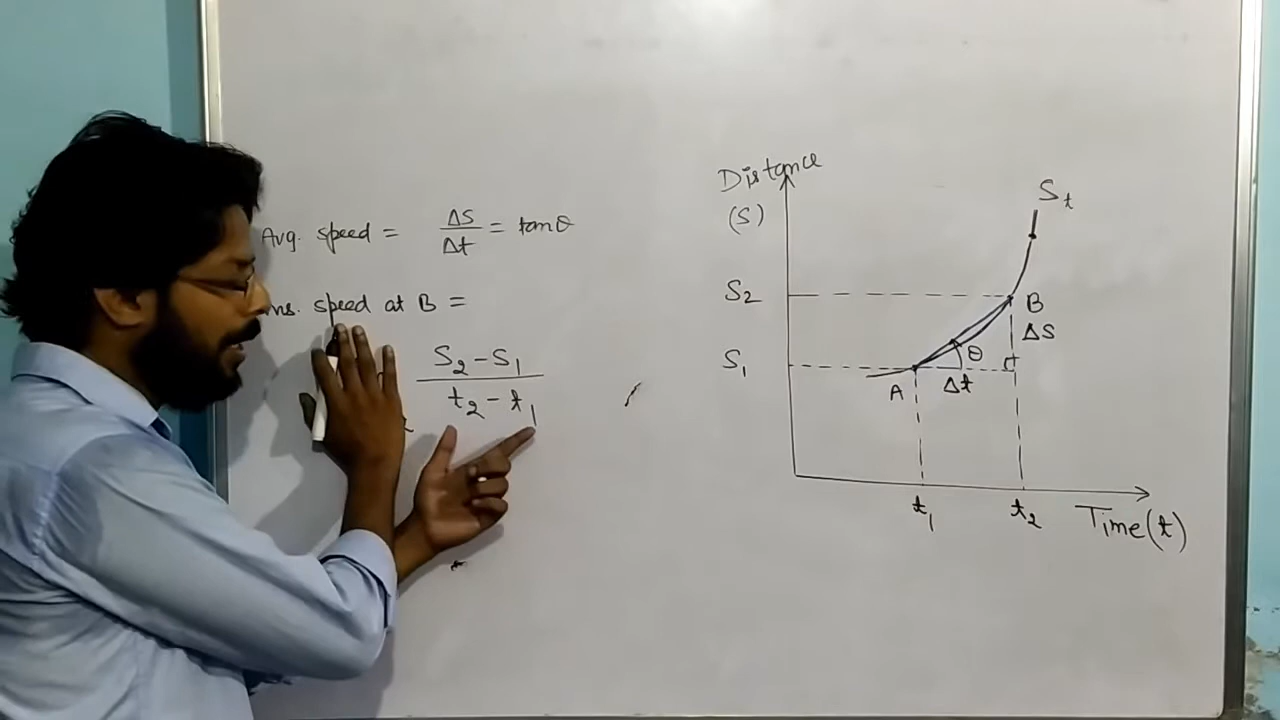 Avg. speed = ΔS/Δt = tanθ
ns. speed at B =
S₂ - S₁
t₂ - t₁
2
Distance
(S)
S₂
S₁
S_t
B
ΔS
θ
A
Δt
t₁
t₂
Time(t)